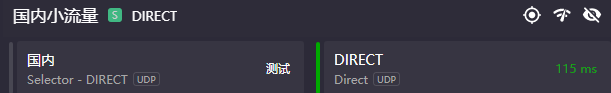 国内小流量 S DIRECT
国内
Selector - DIRECT UDP
测试
DIRECT
Direct UDP
115 ms